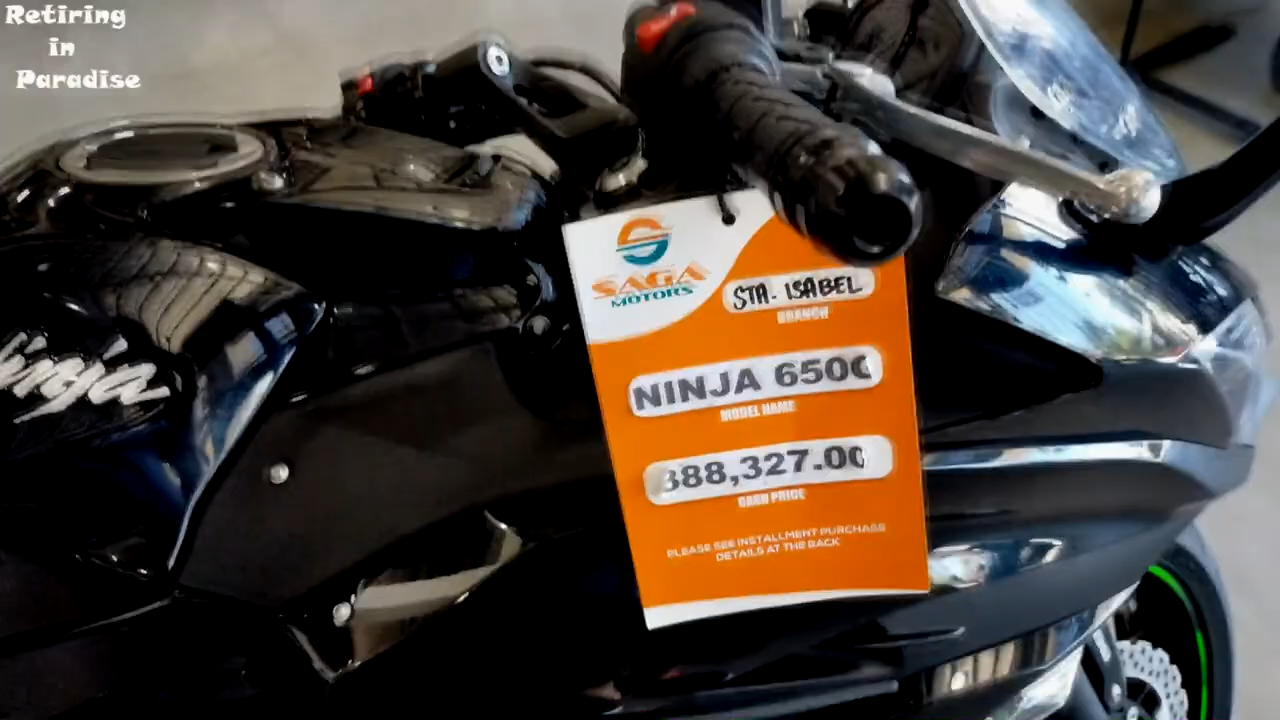 Retiring
in
Paradise
Ninja
SAGA
MOTORS
STA. ISABEL
BRANCH
NINJA 650
MODEL NAME
388,327.00
CASH PRICE
PLEASE SEE INSTALLMENT PURCHASE
DETAILS AT THE BACK